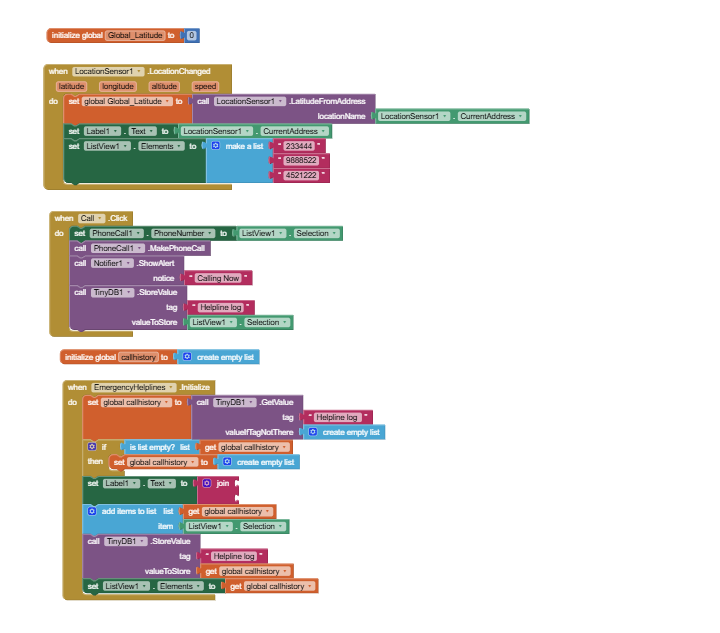 initialize global Global_Latitude to 0
when LocationSensor1 .LocationChanged
latitude longitude altitude speed
do set global Global_Latitude to call LocationSensor1 .LatitudeFromAddress
locationName LocationSensor1 . CurrentAddress
set Label1 . Text to LocationSensor1 . CurrentAddress
set ListView1 . Elements to make a list " 233444 "
" 9888522 "
" 4521222 "
when Call .Click
do set PhoneCall1 . PhoneNumber to ListView1 . Selection
call PhoneCall1 .MakePhoneCall
call Notifier1 .ShowAlert
notice " Calling Now "
call TinyDB1 .StoreValue
tag " Helpline log "
valueToStore ListView1 . Selection
initialize global callhistory to create empty list
when EmergencyHelplines .Initialize
do set global callhistory to call TinyDB1 .GetValue
tag " Helpline log "
valueIfTagNotThere create empty list
if is list empty? list get global callhistory
then set global callhistory to create empty list
set Label1 . Text to join
add items to list list get global callhistory
item ListView1 . Selection
call TinyDB1 .StoreValue
tag " Helpline log "
valueToStore get global callhistory
set ListView1 . Elements to get global callhistory